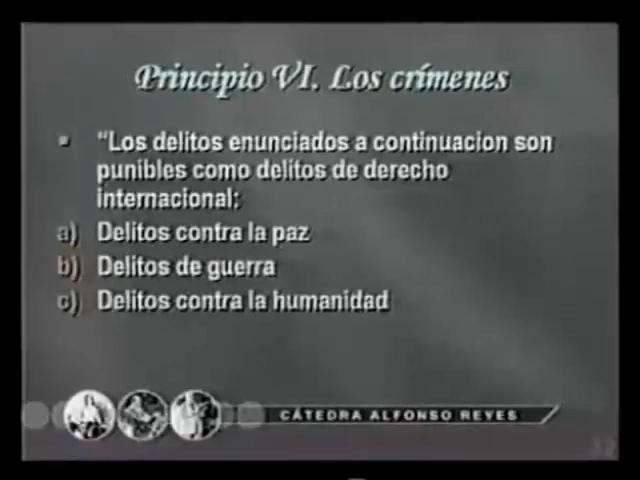 Principio VI. Los crímenes
▪ "Los delitos enunciados a continuacion son
punibles como delitos de derecho
internacional:
a) Delitos contra la paz
b) Delitos de guerra
c) Delitos contra la humanidad
CÁTEDRA ALFONSO REYES